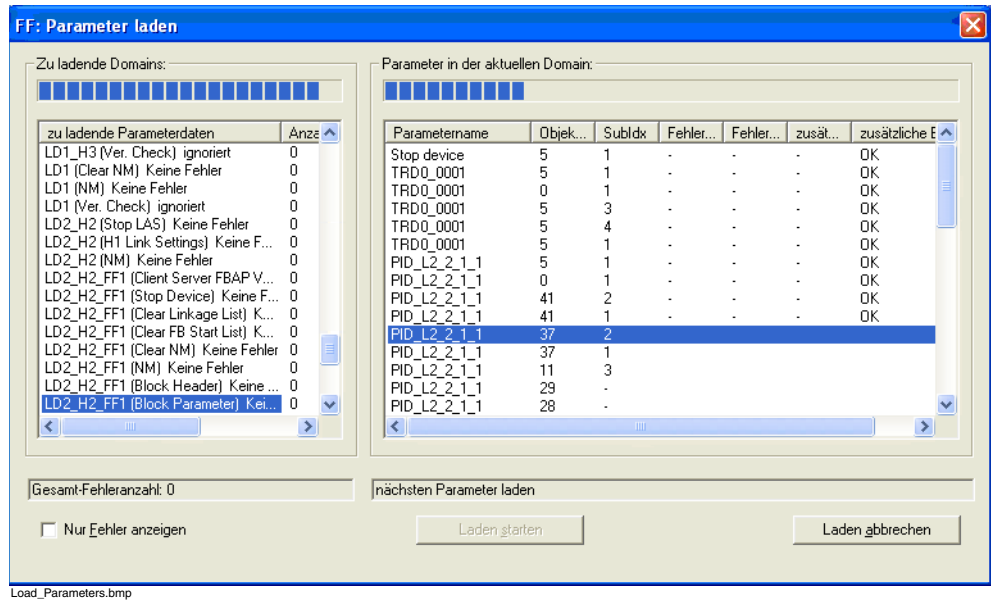 FF: Parameter laden
Zu ladende Domains:
zu ladende Parameterdaten Anza
LD1_H3 (Ver. Check) ignoriert 0
LD1 (Clear NM) Keine Fehler 0
LD1 (NM) Keine Fehler 0
LD1 (Ver. Check) ignoriert 0
LD2_H2 (Stop LAS) Keine Fehler 0
LD2_H2 (H1 Link Settings) Keine F... 0
LD2_H2 (NM) Keine Fehler 0
LD2_H2_FF1 (Client Server FBAP V... 0
LD2_H2_FF1 (Stop Device) Keine F... 0
LD2_H2_FF1 (Clear Linkage List) K... 0
LD2_H2_FF1 (Clear FB Start List) K... 0
LD2_H2_FF1 (Clear NM) Keine Fehler 0
LD2_H2_FF1 (NM) Keine Fehler 0
LD2_H2_FF1 (Block Header) Keine ... 0
LD2_H2_FF1 (Block Parameter) Kei... 0
Parameter in der aktuellen Domain:
Parametername Objek... SubIdx Fehler... Fehler... zusät... zusätzliche E
Stop device 5 1 - - - OK
TRD0_0001 5 1 - - - OK
TRD0_0001 0 1 - - - OK
TRD0_0001 5 3 - - - OK
TRD0_0001 5 4 - - - OK
TRD0_0001 5 1 - - - OK
PID_L2_2_1_1 5 1 - - - OK
PID_L2_2_1_1 0 1 - - - OK
PID_L2_2_1_1 41 2 - - - OK
PID_L2_2_1_1 41 1 - - - OK
PID_L2_2_1_1 37 2
PID_L2_2_1_1 37 1
PID_L2_2_1_1 11 3
PID_L2_2_1_1 29 -
PID_L2_2_1_1 28 -
Gesamt-Fehleranzahl: 0
nächsten Parameter laden
Nur Fehler anzeigen
Laden starten
Laden abbrechen
Load_Parameters.bmp